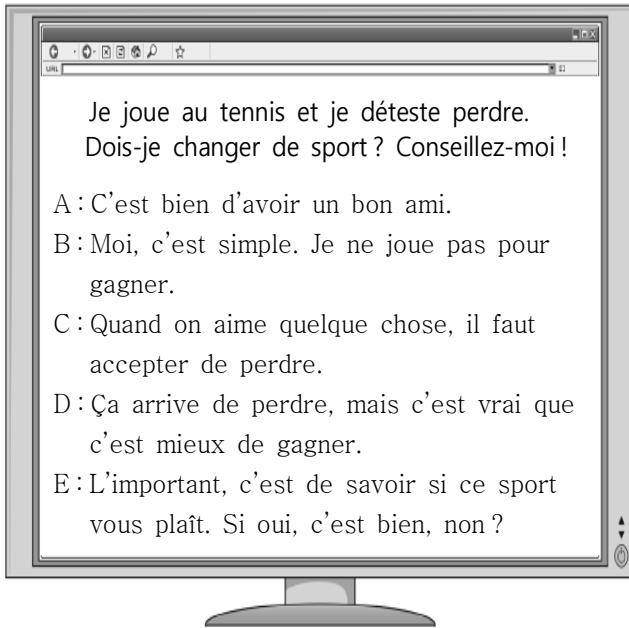 URL
Je joue au tennis et je déteste perdre.
Dois-je changer de sport ? Conseillez-moi !
A : C'est bien d'avoir un bon ami.
B : Moi, c'est simple. Je ne joue pas pour
gagner.
C : Quand on aime quelque chose, il faut
accepter de perdre.
D : Ça arrive de perdre, mais c'est vrai que
c'est mieux de gagner.
E : L'important, c'est de savoir si ce sport
vous plaît. Si oui, c'est bien, non ?